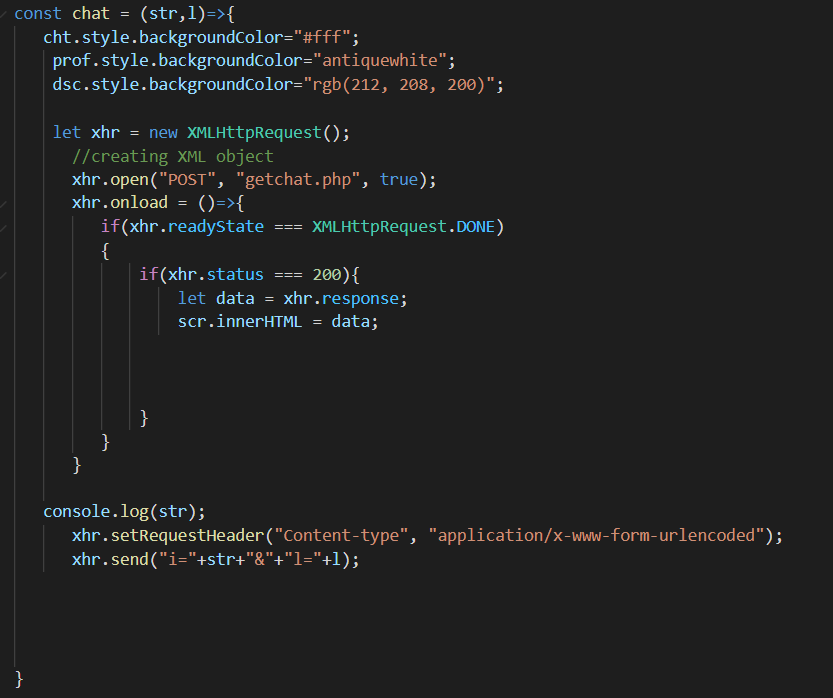 const chat = (str,l)=>{
cht.style.backgroundColor="#fff";
prof.style.backgroundColor="antiquewhite";
dsc.style.backgroundColor="rgb(212, 208, 200)";
let xhr = new XMLHttpRequest();
//creating XML object
xhr.open("POST", "getchat.php", true);
xhr.onload = ()=>{
if(xhr.readyState === XMLHttpRequest.DONE)
{
if(xhr.status === 200){
let data = xhr.response;
scr.innerHTML = data;
}
}
}
console.log(str);
xhr.setRequestHeader("Content-type", "application/x-www-form-urlencoded");
xhr.send("i="+str+"&"+"l="+l);
}